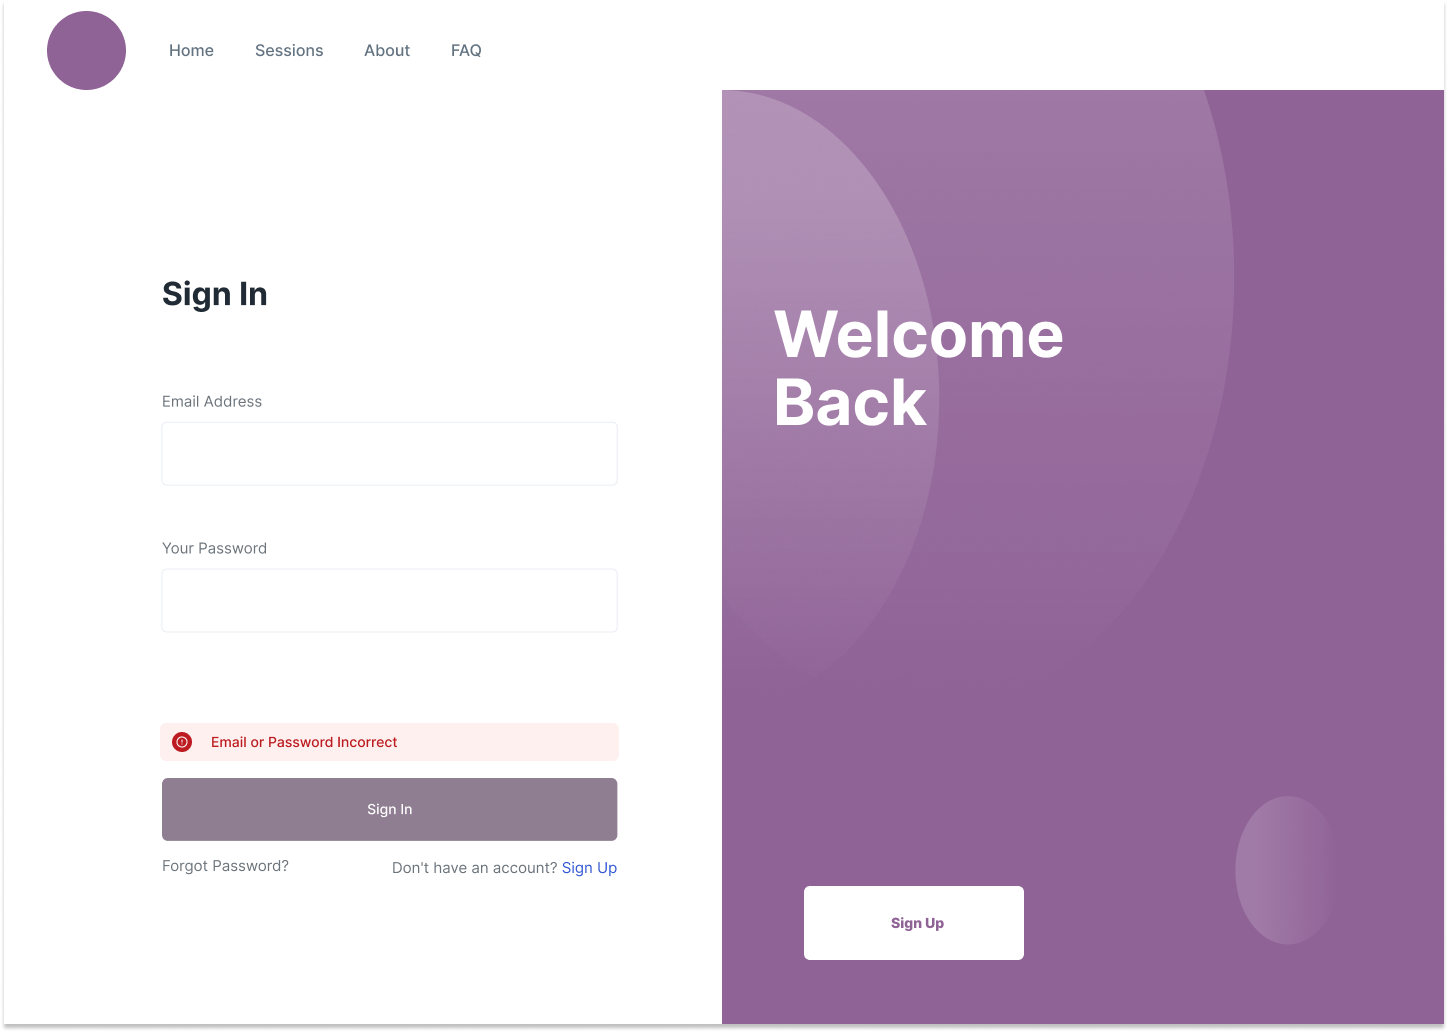 Home Sessions About FAQ
Sign In
Email Address
Your Password
Email or Password Incorrect
Sign In
Forgot Password?
Don't have an account? Sign Up
Welcome
Back
Sign Up